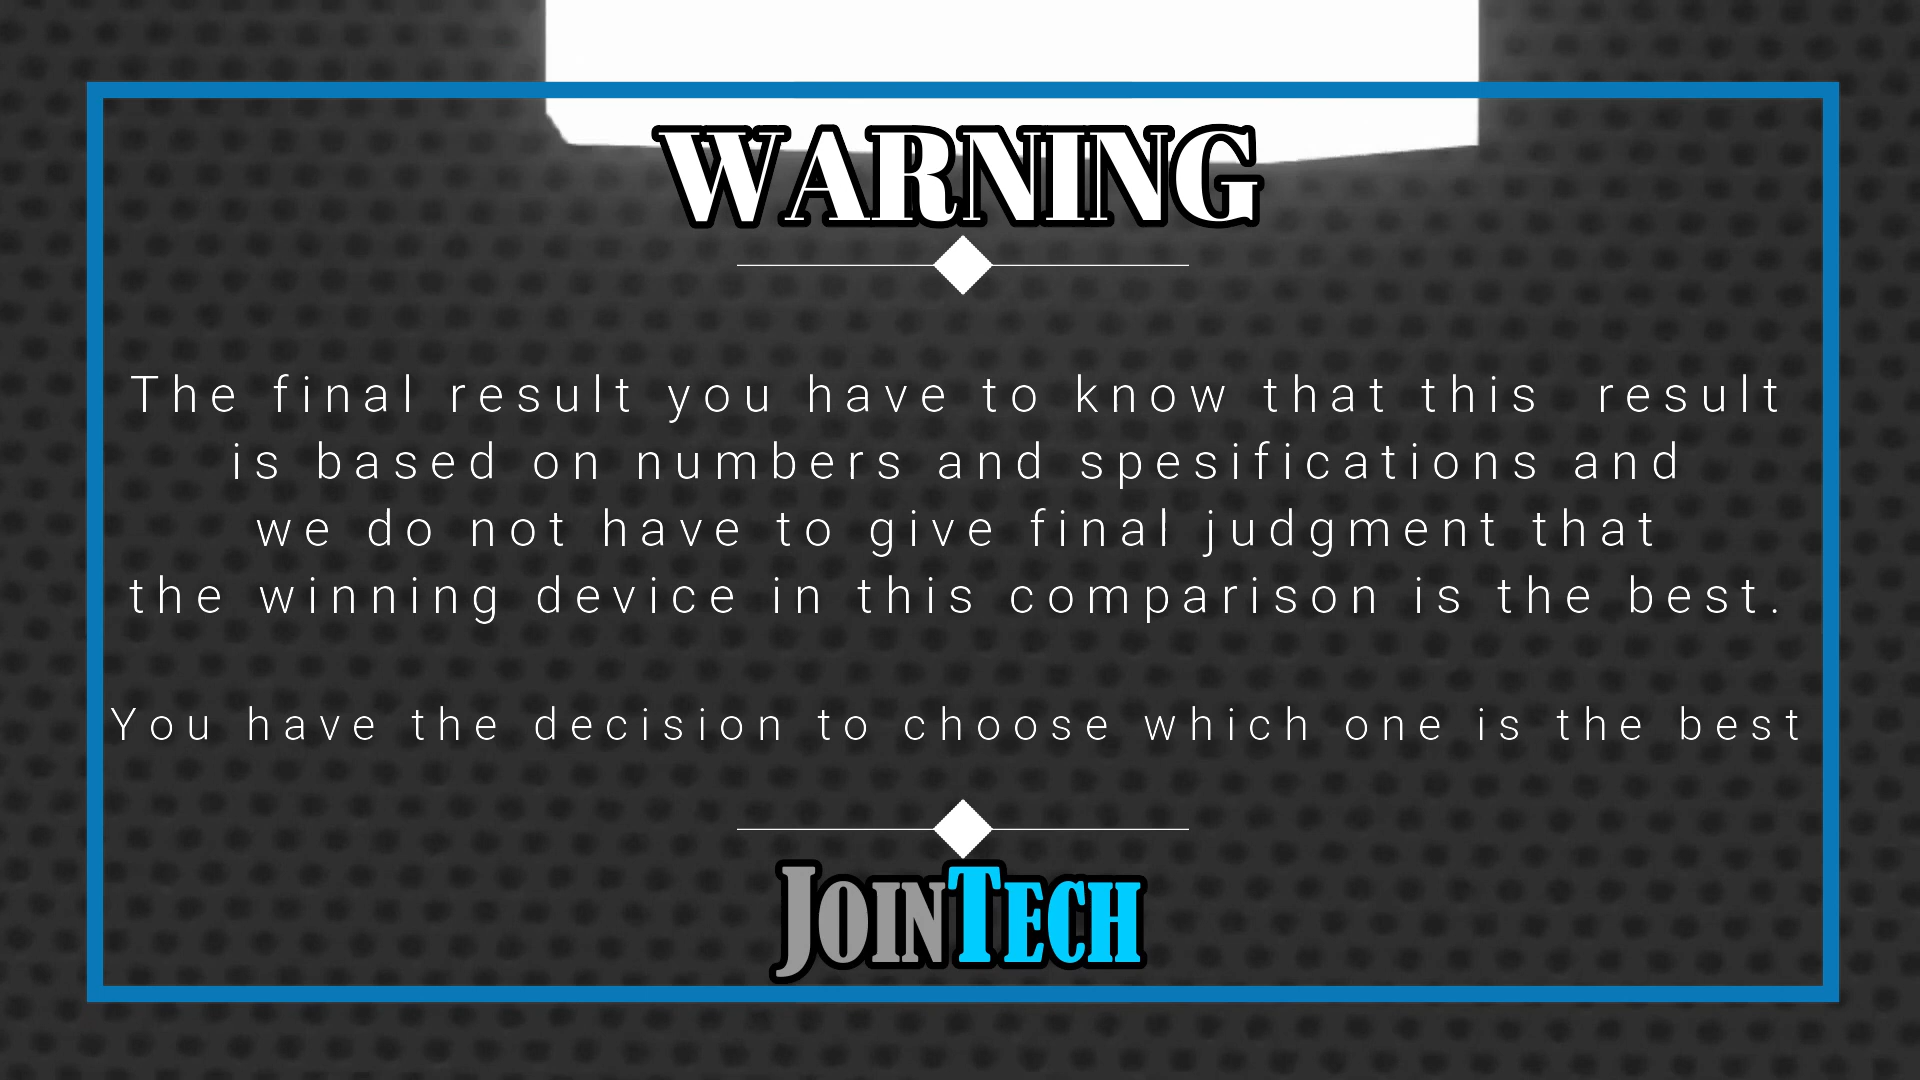 WARNING
The final result you have to know that this result
is based on numbers and spesifications and
we do not have to give final judgment that
the winning device in this comparison is the best.
You have the decision to choose which one is the best
JOINTECH